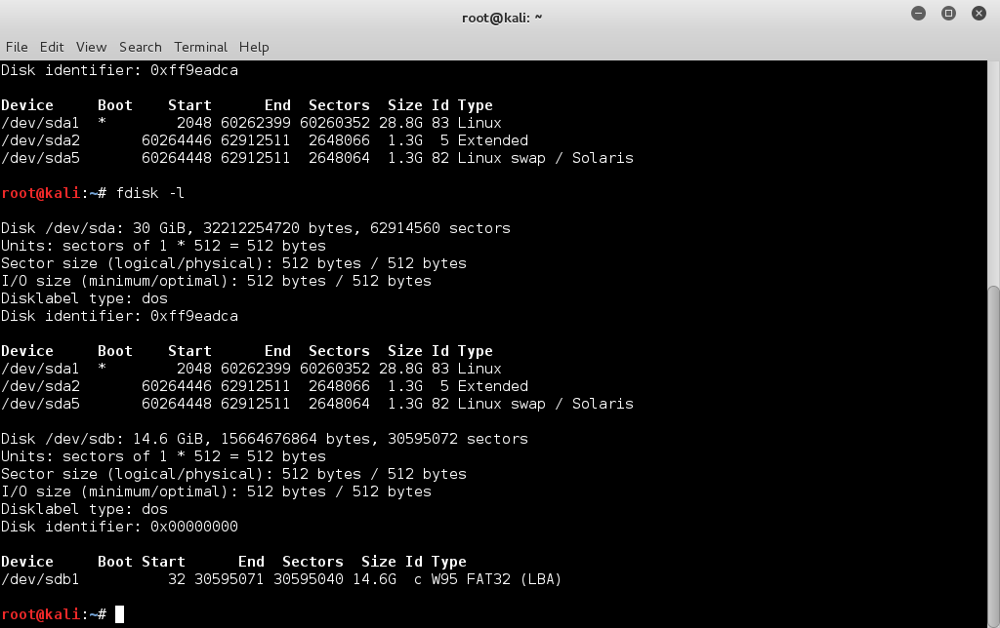 root@kali: ~
File Edit View Search Terminal Help
Disk identifier: 0xff9eadca
Device     Boot    Start      End  Sectors  Size Id Type
/dev/sda1  *        2048 60262399 60260352 28.8G 83 Linux
/dev/sda2       60264446 62912511  2648066  1.3G  5 Extended
/dev/sda5       60264448 62912511  2648064  1.3G 82 Linux swap / Solaris
root@kali:~# fdisk -l
Disk /dev/sda: 30 GiB, 32212254720 bytes, 62914560 sectors
Units: sectors of 1 * 512 = 512 bytes
Sector size (logical/physical): 512 bytes / 512 bytes
I/O size (minimum/optimal): 512 bytes / 512 bytes
Disklabel type: dos
Disk identifier: 0xff9eadca
Device     Boot    Start      End  Sectors  Size Id Type
/dev/sda1  *        2048 60262399 60260352 28.8G 83 Linux
/dev/sda2       60264446 62912511  2648066  1.3G  5 Extended
/dev/sda5       60264448 62912511  2648064  1.3G 82 Linux swap / Solaris
Disk /dev/sdb: 14.6 GiB, 15664676864 bytes, 30595072 sectors
Units: sectors of 1 * 512 = 512 bytes
Sector size (logical/physical): 512 bytes / 512 bytes
I/O size (minimum/optimal): 512 bytes / 512 bytes
Disklabel type: dos
Disk identifier: 0x00000000
Device     Boot Start      End  Sectors  Size Id Type
/dev/sdb1          32 30595071 30595040 14.6G  c W95 FAT32 (LBA)
root@kali:~#